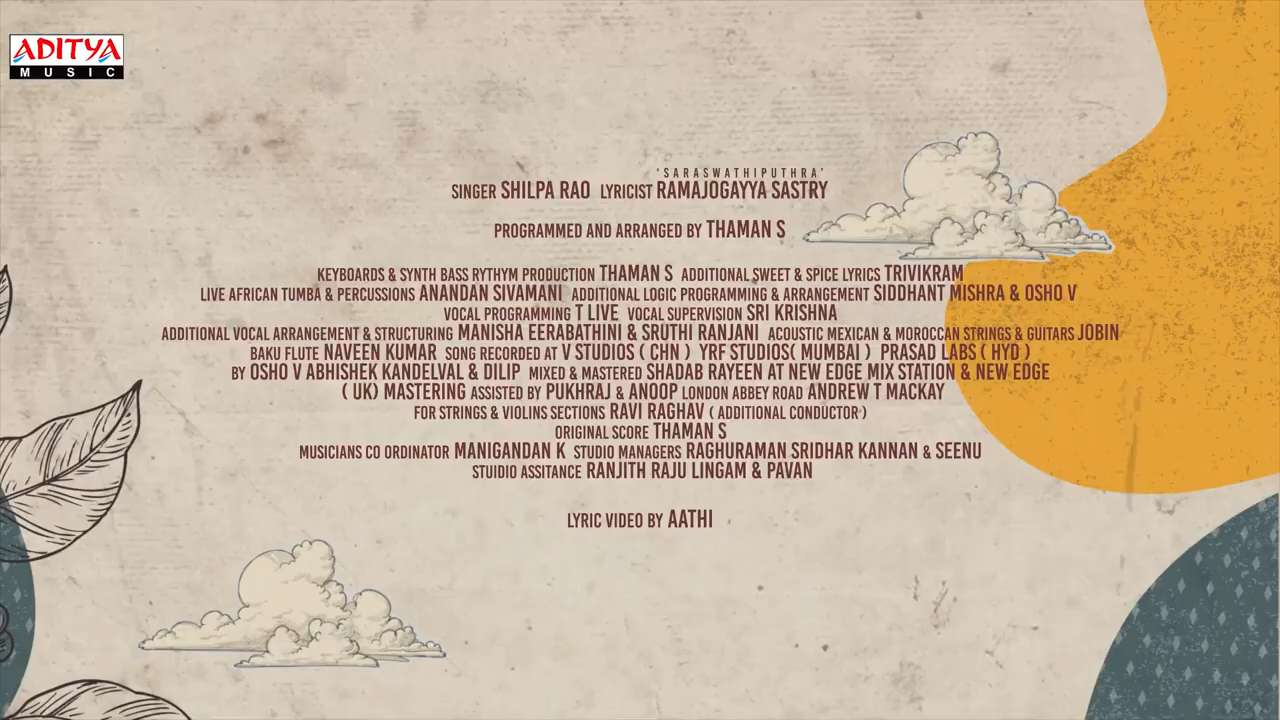 ADITYA
MUSIC
'SARASWATHIPUTHRA'
SINGER SHILPA RAO LYRICIST RAMAJOGAYYA SASTRY
PROGRAMMED AND ARRANGED BY THAMAN S
KEYBOARDS & SYNTH BASS RYTHYM PRODUCTION THAMAN S ADDITIONAL SWEET & SPICE LYRICS TRIVIKRAM
LIVE AFRICAN TUMBA & PERCUSSIONS ANANDAN SIVAMANI ADDITIONAL LOGIC PROGRAMMING & ARRANGEMENT SIDDHANT MISHRA & OSHO V
VOCAL PROGRAMMING T LIVE VOCAL SUPERVISION SRI KRISHNA
ADDITIONAL VOCAL ARRANGEMENT & STRUCTURING MANISHA EERABATHINI & SRUTHI RANJANI ACOUSTIC MEXICAN & MOROCCAN STRINGS & GUITARS JOBIN
BAKU FLUTE NAVEEN KUMAR SONG RECORDED AT V STUDIOS ( CHN ) YRF STUDIOS( MUMBAI ) PRASAD LABS ( HYD )
BY OSHO V ABHISHEK KANDELVAL & DILIP MIXED & MASTERED SHADAB RAYEEN AT NEW EDGE MIX STATION & NEW EDGE
( UK) MASTERING ASSISTED BY PUKHRAJ & ANOOP LONDON ABBEY ROAD ANDREW T MACKAY
FOR STRINGS & VIOLINS SECTIONS RAVI RAGHAV ( ADDITIONAL CONDUCTOR )
ORIGINAL SCORE THAMAN S
MUSICIANS CO ORDINATOR MANIGANDAN K STUDIO MANAGERS RAGHURAMAN SRIDHAR KANNAN & SEENU
STUIDIO ASSITANCE RANJITH RAJU LINGAM & PAVAN
LYRIC VIDEO BY AATHI